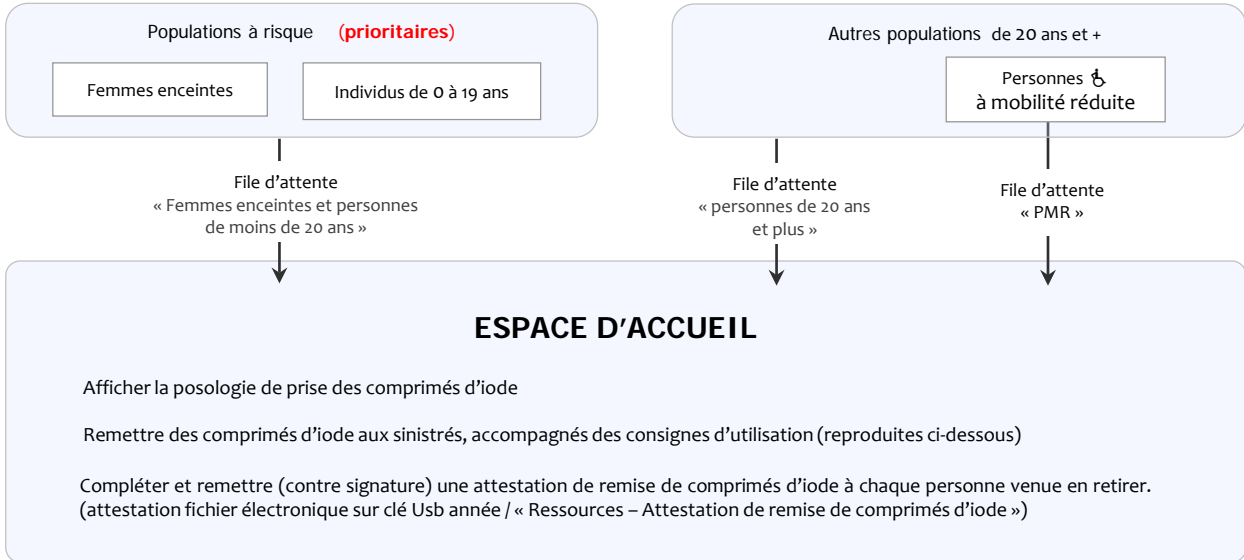 Populations à risque (prioritaires)
Femmes enceintes
Individus de 0 à 19 ans
Autres populations de 20 ans et +
Personnes
à mobilité réduite
File d'attente
« Femmes enceintes et personnes
de moins de 20 ans »
File d'attente
« personnes de 20 ans
et plus »
File d'attente
« PMR »
ESPACE D'ACCUEIL
Afficher la posologie de prise des comprimés d'iode
Remettre des comprimés d'iode aux sinistrés, accompagnés des consignes d'utilisation (reproduites ci-dessous)
Compléter et remettre (contre signature) une attestation de remise de comprimés d'iode à chaque personne venue en retirer.
(attestation fichier électronique sur clé Usb année / « Ressources – Attestation de remise de comprimés d'iode »)